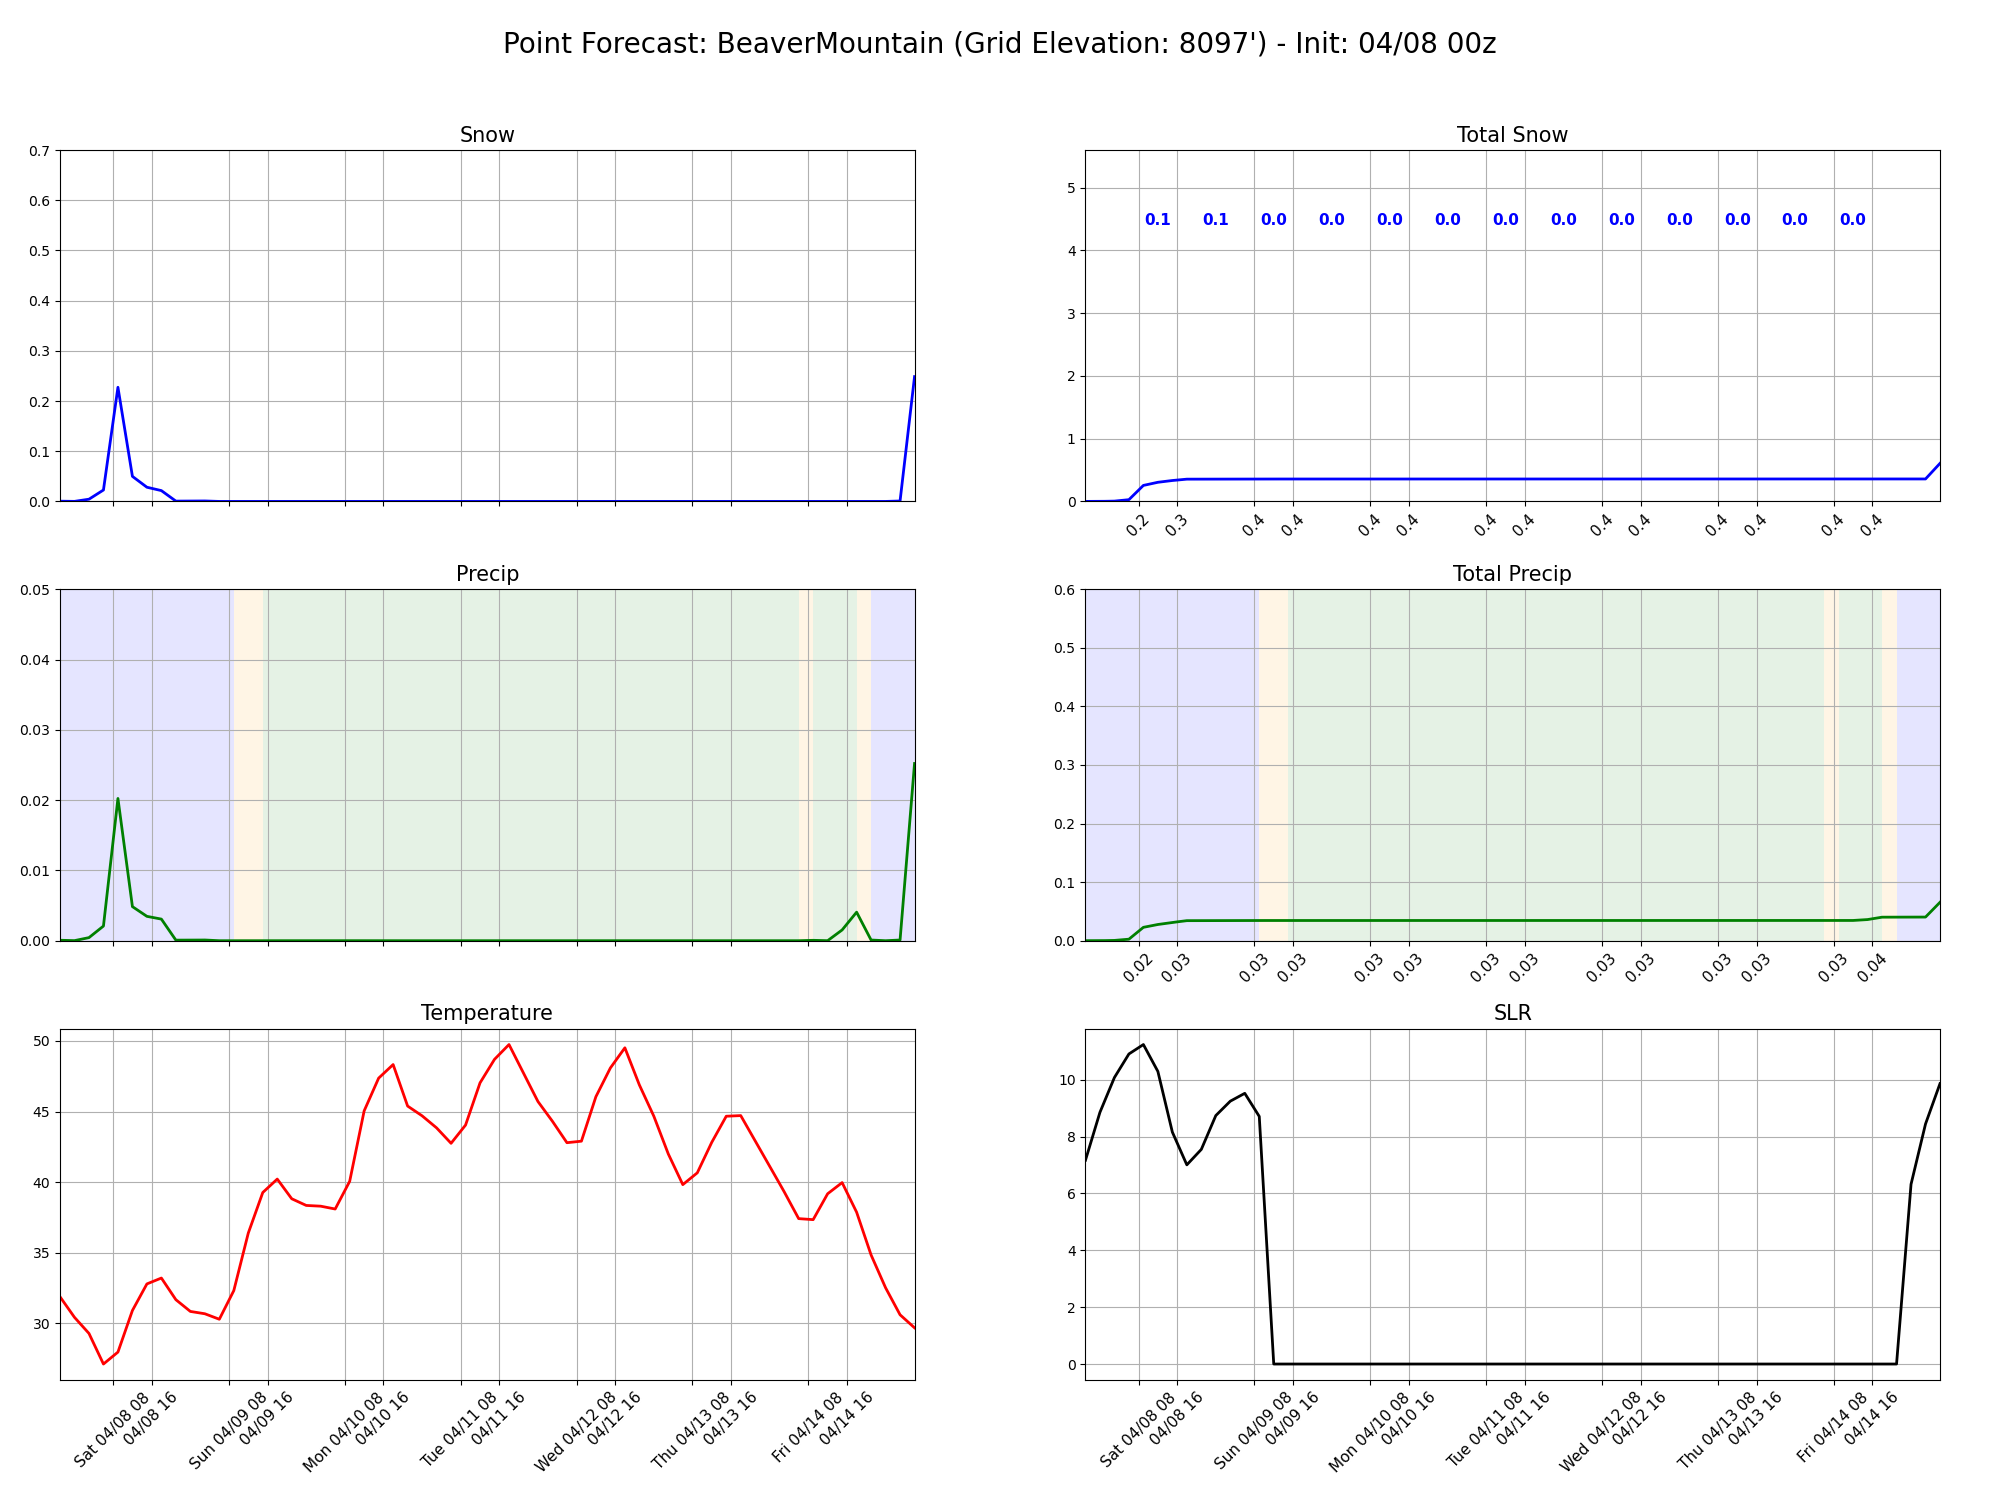 Point Forecast: BeaverMountain (Grid Elevation: 8097') - Init: 04/08 00z
Snow
0.7
0.6
0.5
0.4
0.3
0.2
0.1
0.0
Total Snow
5
4
3
2
1
0
0.1 0.1 0.0 0.0 0.0 0.0 0.0 0.0 0.0 0.0 0.0 0.0 0.0
0.2 0.3 0.4 0.4 0.4 0.4 0.4 0.4 0.4 0.4 0.4 0.4 0.4 0.4
Precip
0.05
0.04
0.03
0.02
0.01
0.00
Total Precip
0.6
0.5
0.4
0.3
0.2
0.1
0.0
0.02 0.03 0.03 0.03 0.03 0.03 0.03 0.03 0.03 0.03 0.03 0.03 0.03 0.04
Temperature
50
45
40
35
30
Sat 04/08 08
04/08 16
Sun 04/09 08
04/09 16
Mon 04/10 08
04/10 16
Tue 04/11 08
04/11 16
Wed 04/12 08
04/12 16
Thu 04/13 08
04/13 16
Fri 04/14 08
04/14 16
SLR
10
8
6
4
2
0
Sat 04/08 08
04/08 16
Sun 04/09 08
04/09 16
Mon 04/10 08
04/10 16
Tue 04/11 08
04/11 16
Wed 04/12 08
04/12 16
Thu 04/13 08
04/13 16
Fri 04/14 08
04/14 16